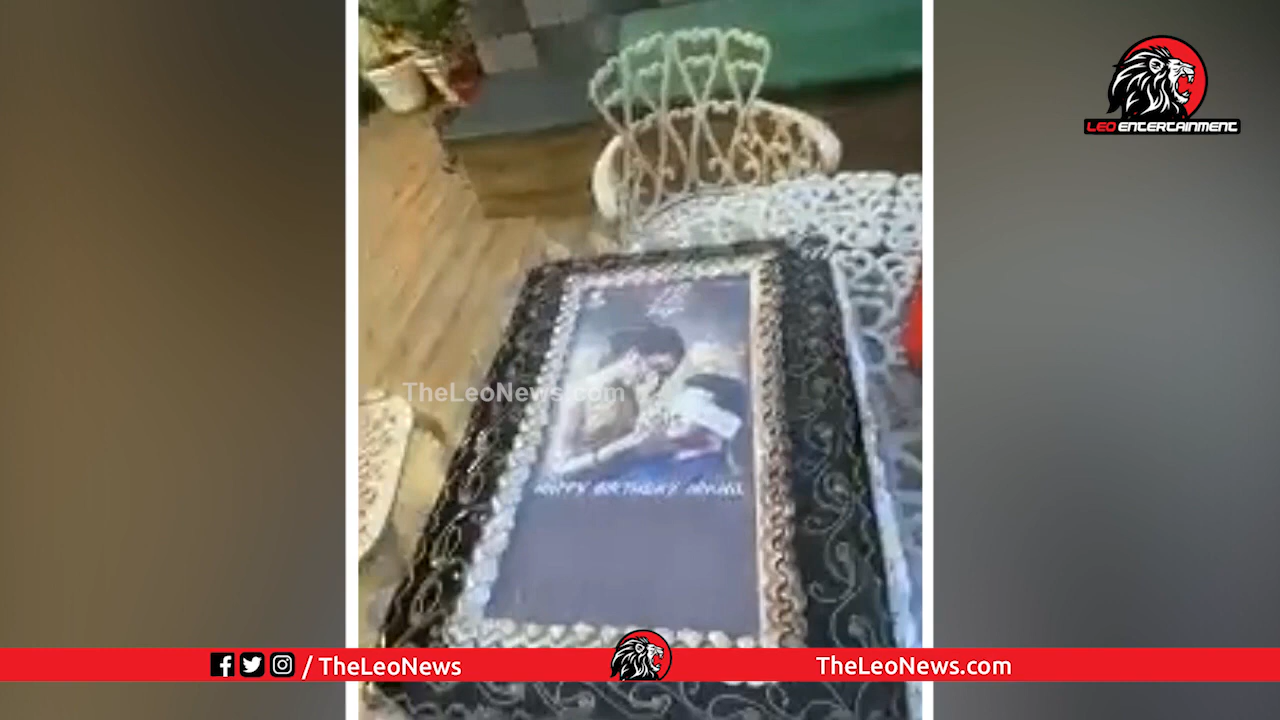 LEO ENTERTAINMENT
TheLeoNews.com
HAPPY BIRTHDAY
/ TheLeoNews
TheLeoNews.com